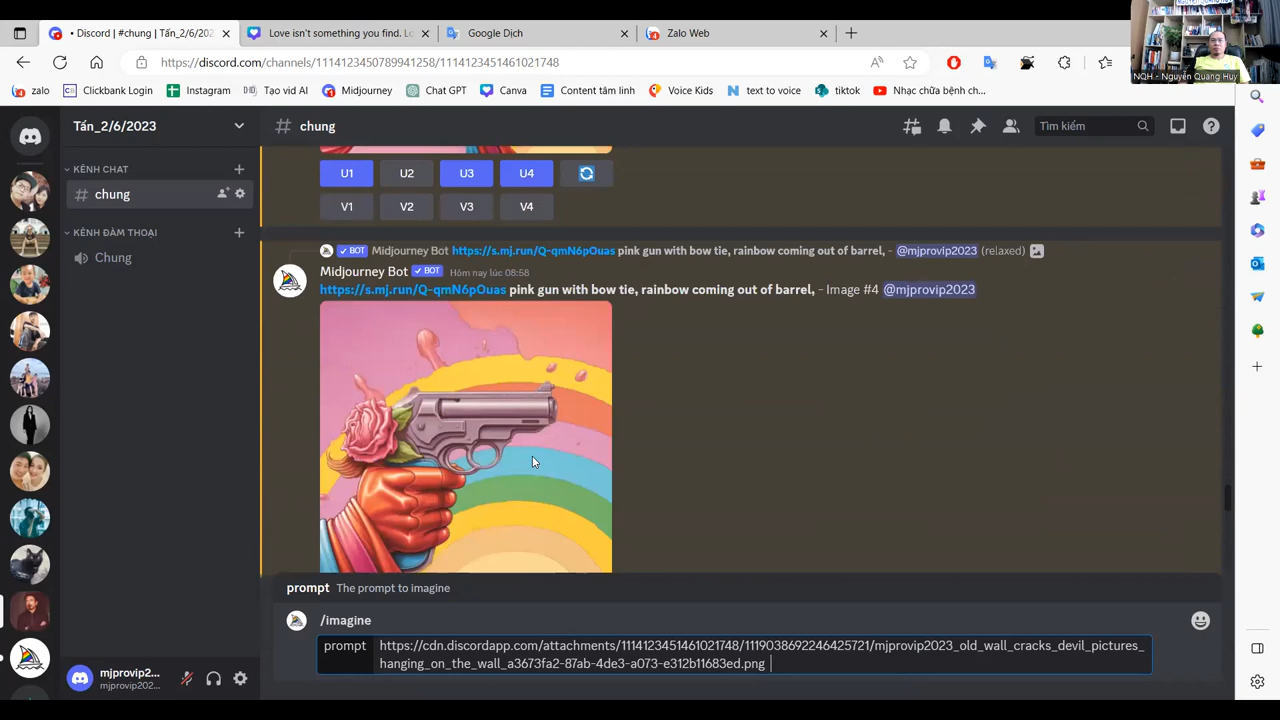 Discord | #chung | Tấn_2/6/202
Love isn't something you find. Lo
Google Dịch
Zalo Web
https://discord.com/channels/1114123450789941258/1114123451461021748
NQH - Nguyễn Quang Huy
zalo
Clickbank Login
Instagram
Tạo vid AI
Midjourney
Chat GPT
Canva
Content tâm linh
Voice Kids
text to voice
tiktok
Nhạc chữa bệnh ch...
Tấn_2/6/2023
chung
Tìm kiếm
KÊNH CHAT
chung
KÊNH ĐÀM THOẠI
Chung
U1 U2 U3 U4
V1 V2 V3 V4
BOT Midjourney Bot https://s.mj.run/Q-qmN6pOuas pink gun with bow tie, rainbow coming out of barrel, - @mjprovip2023 (relaxed)
Midjourney Bot BOT Hôm nay lúc 08:58
https://s.mj.run/Q-qmN6pOuas pink gun with bow tie, rainbow coming out of barrel, - Image #4 @mjprovip2023
prompt The prompt to imagine
/imagine
prompt https://cdn.discordapp.com/attachments/1114123451461021748/1119038692246425721/mjprovip2023_old_wall_cracks_devil_pictures_
hanging_on_the_wall_a3673fa2-87ab-4de3-a073-e312b11683ed.png
mjprovip2...
mjprovip202...